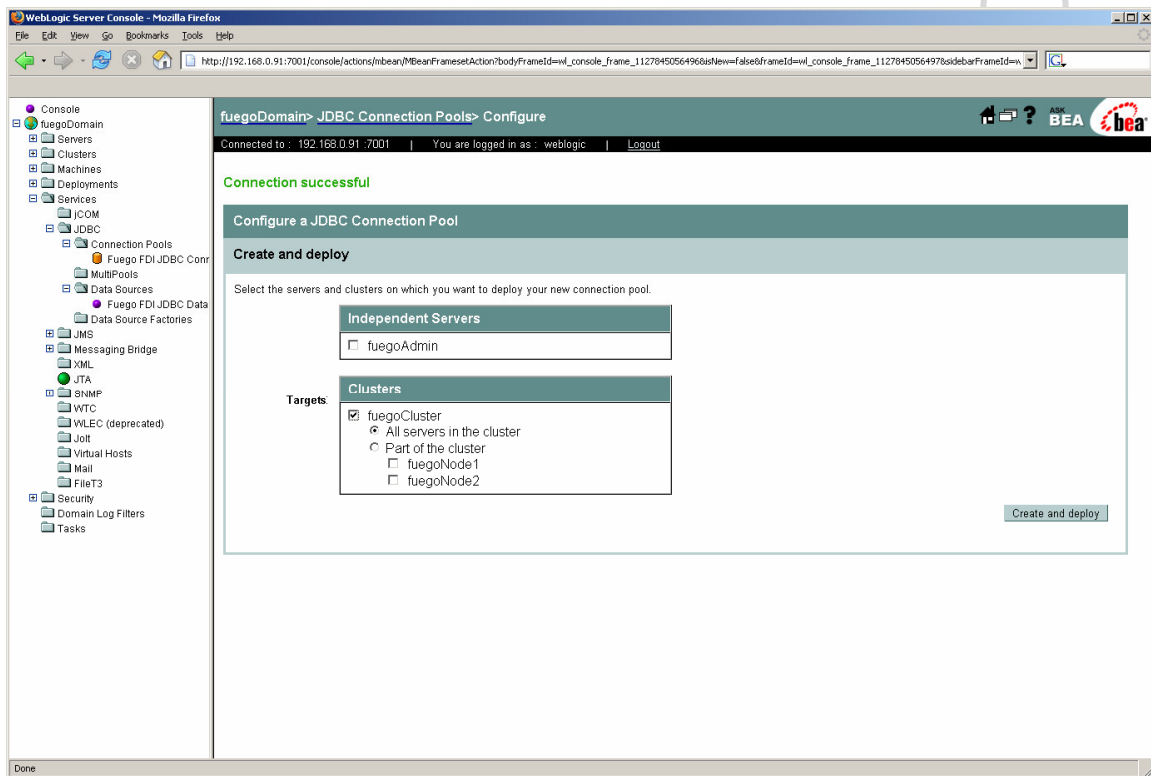 WebLogic Server Console - Mozilla Firefox
File Edit View Go Bookmarks Tools Help
http://192.168.0.91:7001/console/actions/mbean/MBeanFramesetAction?bodyFrameId=wl_console_frame_1127845056496&isNew=false&frameId=wl_console_frame_1127845056497&sidebarFrameId=w
G
Console
fuegoDomain
Servers
Clusters
Machines
Deployments
Services
jCOM
JDBC
Connection Pools
Fuego FDI JDBC Conr
MultiPools
Data Sources
Fuego FDI JDBC Data
Data Source Factories
JMS
Messaging Bridge
XML
JTA
SNMP
WTC
WLEC (deprecated)
Jolt
Virtual Hosts
Mail
FileT3
Security
Domain Log Filters
Tasks
fuegoDomain> JDBC Connection Pools> Configure
? ASK BEA bea
Connected to : 192.168.0.91 :7001 | You are logged in as : weblogic | Logout
Connection successful
Configure a JDBC Connection Pool
Create and deploy
Select the servers and clusters on which you want to deploy your new connection pool.
Independent Servers
fuegoAdmin
Targets:
Clusters
fuegoCluster
All servers in the cluster
Part of the cluster
fuegoNode1
fuegoNode2
Create and deploy
Done